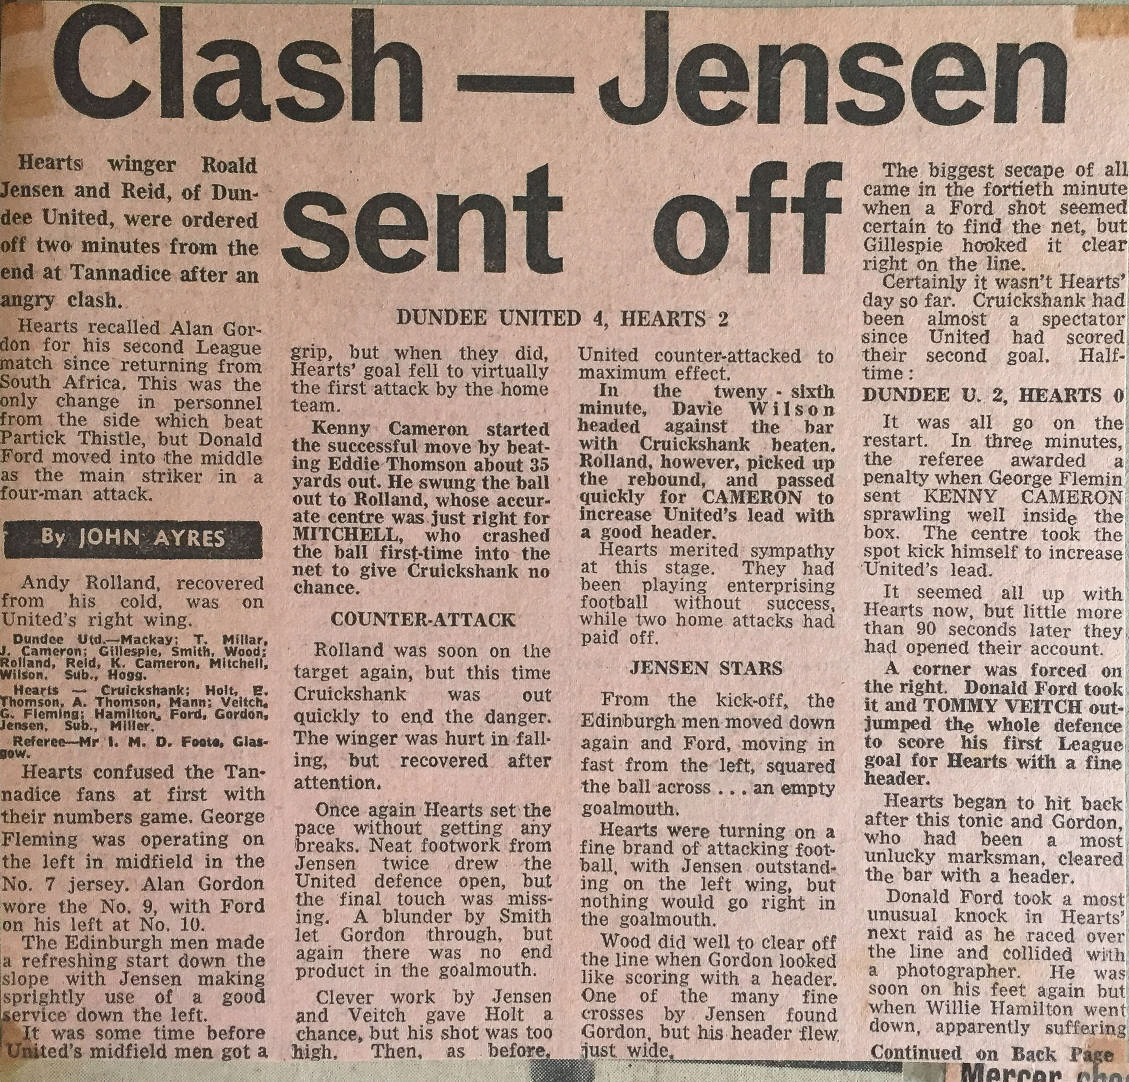 Clash — Jensen
sent off
Hearts winger Roald
Jensen and Reid, of Dun-
dee United, were ordered
off two minutes from the
end at Tannadice after an
angry clash.
Hearts recalled Alan Gor-
don for his second League
match since returning from
South Africa. This was the
only change in personnel
from the side which beat
Partick Thistle, but Donald
Ford moved into the middle
as the main striker in a
four-man attack.
By JOHN AYRES
Andy Rolland, recovered
from his cold, was on
United's right wing.
Dundee Utd.—Mackay; T. Millar,
J. Cameron; Gillespie, Smith, Wood;
Rolland, Reid, K. Cameron, Mitchell,
Wilson. Sub., Hogg.
Hearts — Cruickshank; Holt, E.
Thomson, A. Thomson, Mann; Veitch,
G. Fleming; Hamilton, Ford, Gordon,
Jensen, Sub., Miller.
Referee—Mr I. M. D. Foote, Glas-
gow.
Hearts confused the Tan-
nadice fans at first with
their numbers game. George
Fleming was operating on
the left in midfield in the
No. 7 jersey. Alan Gordon
wore the No. 9, with Ford
on his left at No. 10.
The Edinburgh men made
a refreshing start down the
slope with Jensen making
sprightly use of a good
service down the left.
It was some time before
United's midfield men got a
DUNDEE UNITED 4, HEARTS 2
grip, but when they did,
Hearts' goal fell to virtually
the first attack by the home
team.
Kenny Cameron started
the successful move by beat-
ing Eddie Thomson about 35
yards out. He swung the ball
out to Rolland, whose accur-
ate centre was just right for
MITCHELL, who crashed
the ball first-time into the
net to give Cruickshank no
chance.
COUNTER-ATTACK
Rolland was soon on the
target again, but this time
Cruickshank was out
quickly to end the danger.
The winger was hurt in fall-
ing, but recovered after
attention.
Once again Hearts set the
pace without getting any
breaks. Neat footwork from
Jensen twice drew the
United defence open, but
the final touch was miss-
ing. A blunder by Smith
let Gordon through, but
again there was no end
product in the goalmouth.
Clever work by Jensen
and Veitch gave Holt a
chance, but his shot was too
high. Then, as before,
United counter-attacked to
maximum effect.
In the tweny-sixth
minute, Davie Wilson
headed against the bar
with Cruickshank beaten.
Rolland, however, picked up
the rebound, and passed
quickly for CAMERON to
increase United's lead with
a good header.
Hearts merited sympathy
at this stage. They had
been playing enterprising
football without success,
while two home attacks had
paid off.
JENSEN STARS
From the kick-off, the
Edinburgh men moved down
again and Ford, moving in
fast from the left, squared
the ball across . . . an empty
goalmouth.
Hearts were turning on a
fine brand of attacking foot-
ball, with Jensen outstand-
ing on the left wing, but
nothing would go right in
the goalmouth.
Wood did well to clear off
the line when Gordon looked
like scoring with a header.
One of the many fine
crosses by Jensen found
Gordon, but his header flew
just wide.
The biggest secape of all
came in the fortieth minute
when a Ford shot seemed
certain to find the net, but
Gillespie hooked it clear
right on the line.
Certainly it wasn't Hearts'
day so far. Cruickshank had
been almost a spectator
since United had scored
their second goal. Half-
time :
DUNDEE U. 2, HEARTS 0
It was all go on the
restart. In three minutes,
the referee awarded a
penalty when George Flemin
sent KENNY CAMERON
sprawling well inside the
box. The centre took the
spot kick himself to increase
United's lead.
It seemed all up with
Hearts now, but little more
than 90 seconds later they
had opened their account.
A corner was forced on
the right. Donald Ford took
it and TOMMY VEITCH out-
jumped the whole defence
to score his first League
goal for Hearts with a fine
header.
Hearts began to hit back
after this tonic and Gordon,
who had been a most
unlucky marksman, cleared
the bar with a header.
Donald Ford took a most
unusual knock in Hearts'
next raid as he raced over
the line and collided with
a photographer. He was
soon on his feet again but
when Willie Hamilton went
down, apparently suffering
Continued on Back Page
Mercer